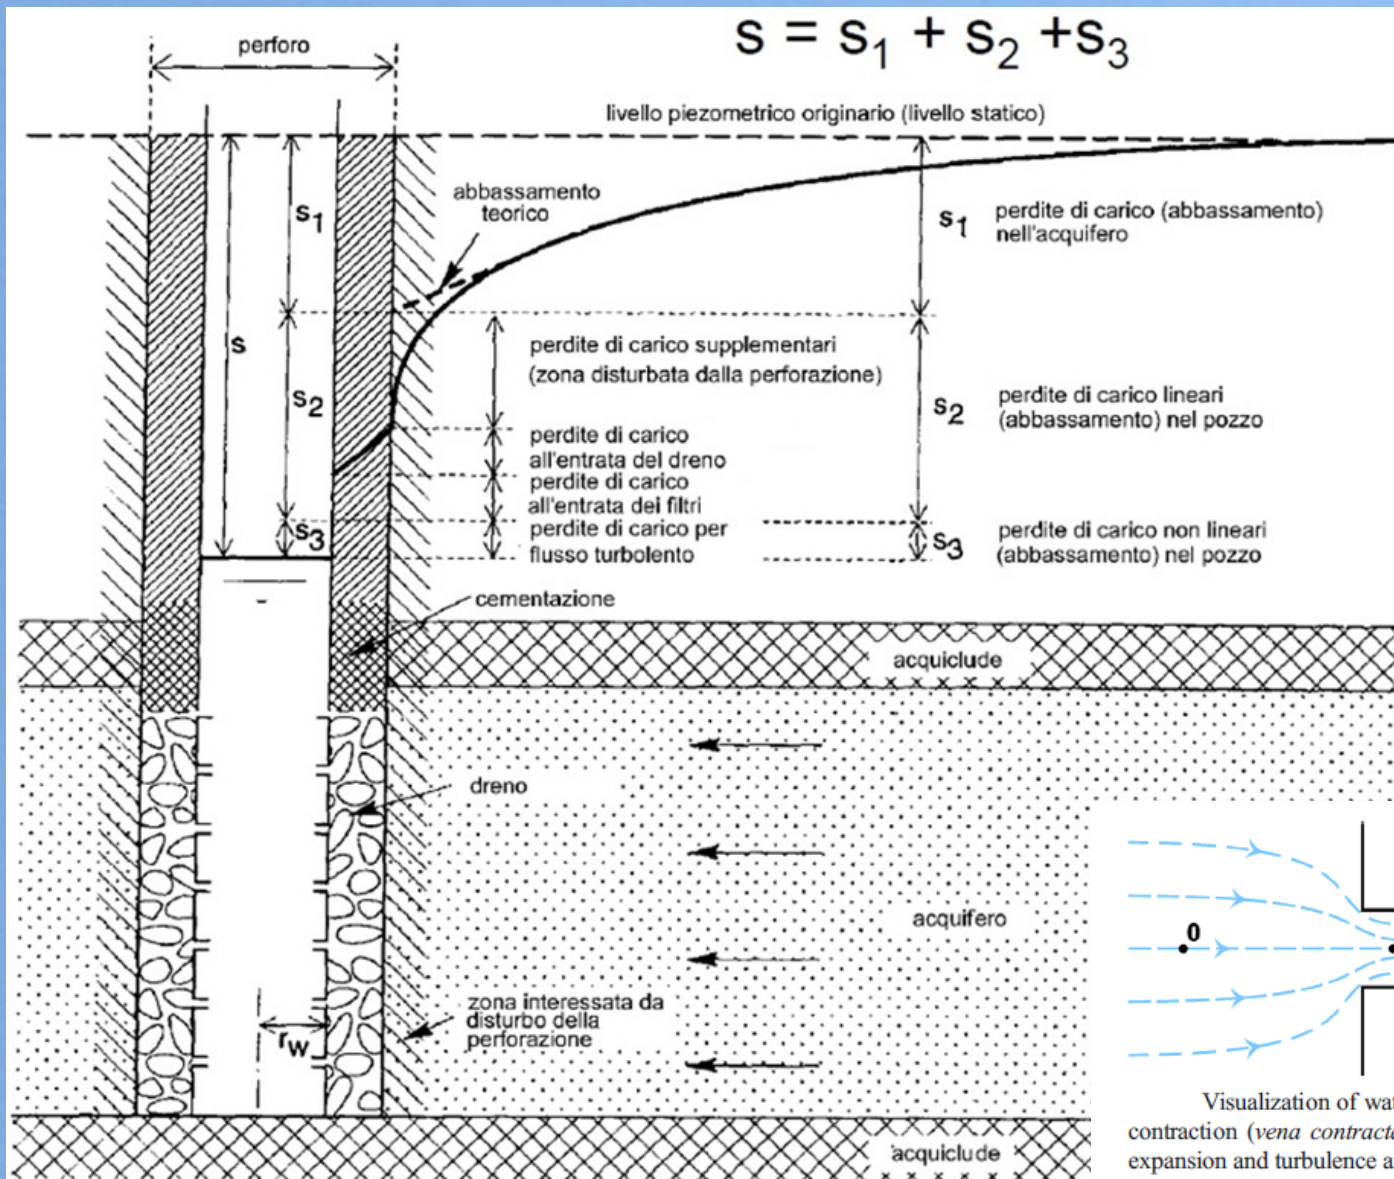 s = s1 + s2 +s3
perforo
livello piezometrico originario (livello statico)
abbassamento
teorico
s1
s1
perdite di carico (abbassamento)
nell'acquifero
s
s2
perdite di carico supplementari
(zona disturbata dalla perforazione)
s2
perdite di carico lineari
(abbassamento) nel pozzo
perdite di carico
all'entrata del dreno
perdite di carico
all'entrata dei filtri
s3
perdite di carico per
flusso turbolento
s3
perdite di carico non lineari
(abbassamento) nel pozzo
cementazione
acquiclude
dreno
acquifero
0
zona interessata da
disturbo della
perforazione
rw
acquiclude
Visualization of wat
contraction (vena contracta
expansion and turbulence a